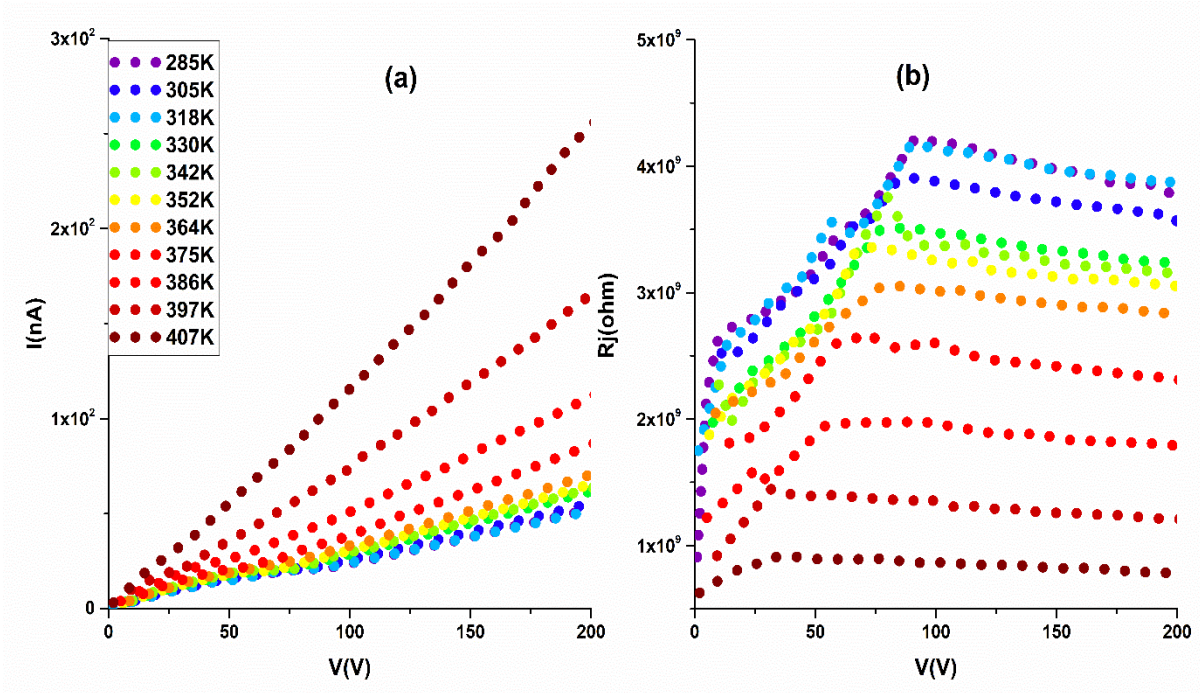 (a)
I(nA)
3x10²
2x10²
1x10²
0
285K
305K
318K
330K
342K
352K
364K
375K
386K
397K
407K
0 50 100 150 200
V(V)
(b)
Rj(ohm)
5x10⁹
4x10⁹
3x10⁹
2x10⁹
1x10⁹
0 50 100 150 200
V(V)